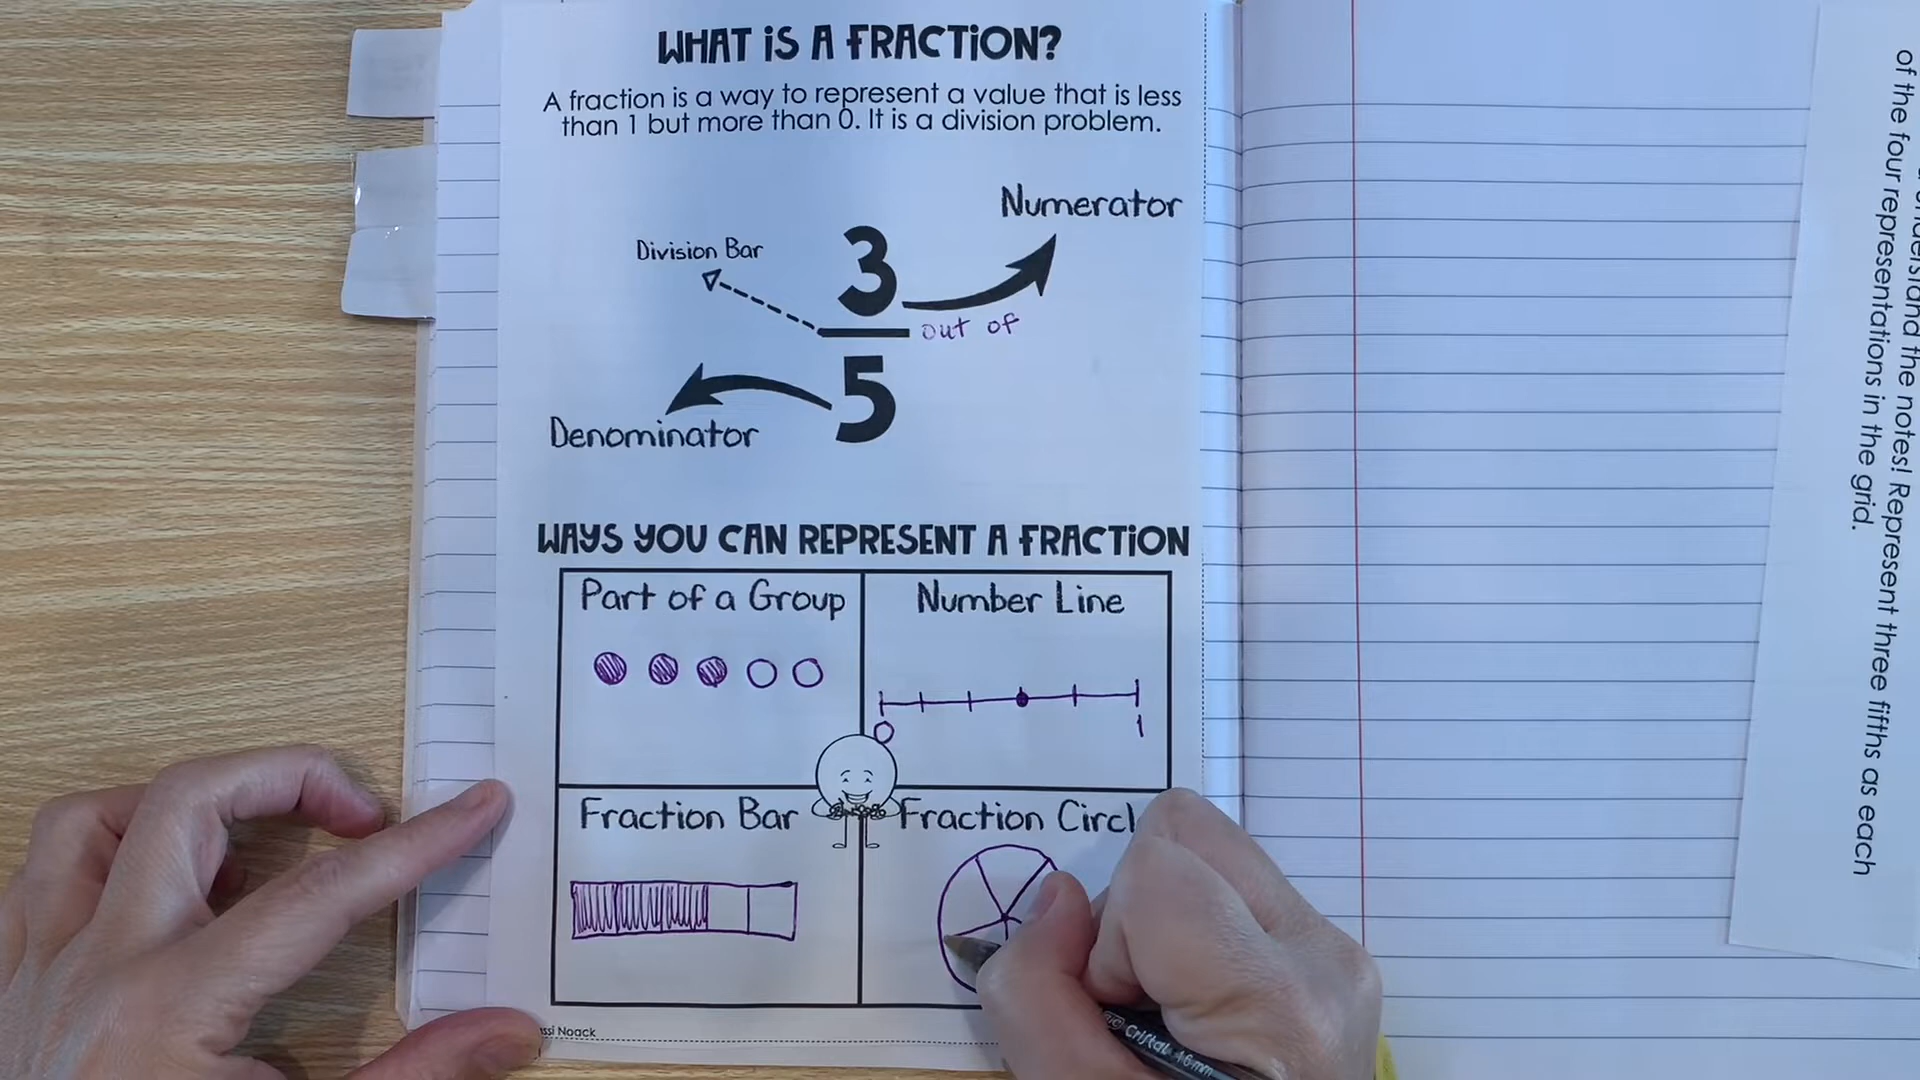 WHAT iS A FRACTiON?
A fraction is a way to represent a value that is less
than 1 but more than 0. It is a division problem.
Numerator
Division Bar
3
out of
5
Denominator
WAYS YOU CAN REPRESENT A FRACTiON
Part of a Group
Number Line
0
1
Fraction Bar
Fraction Circl
ssi Noack
Cristal 1.6mm
the notes! Represent three fifths as each
of the four representations in the grid.